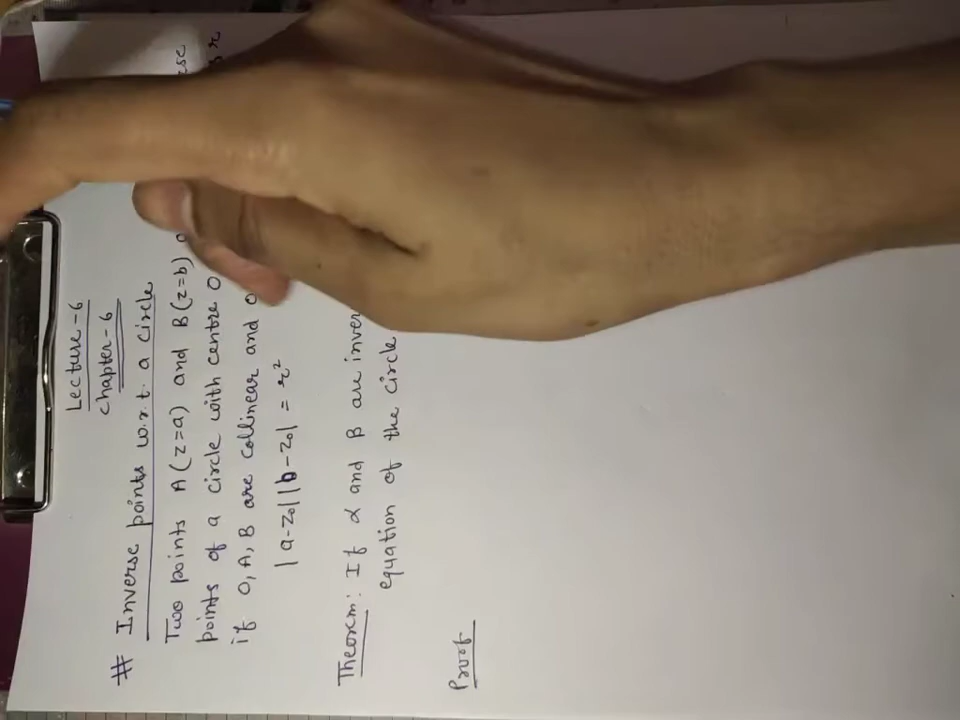 Lecture-6
Chapter-6
# Inverse points w.r.t. a circle
Two points A(z=a) and B(z=b)
points of a circle with centre O
if O, A, B are collinear and
|a-z₀||b-z₀| = r²
Theorem: If α and β are
equation of the circle
Proof